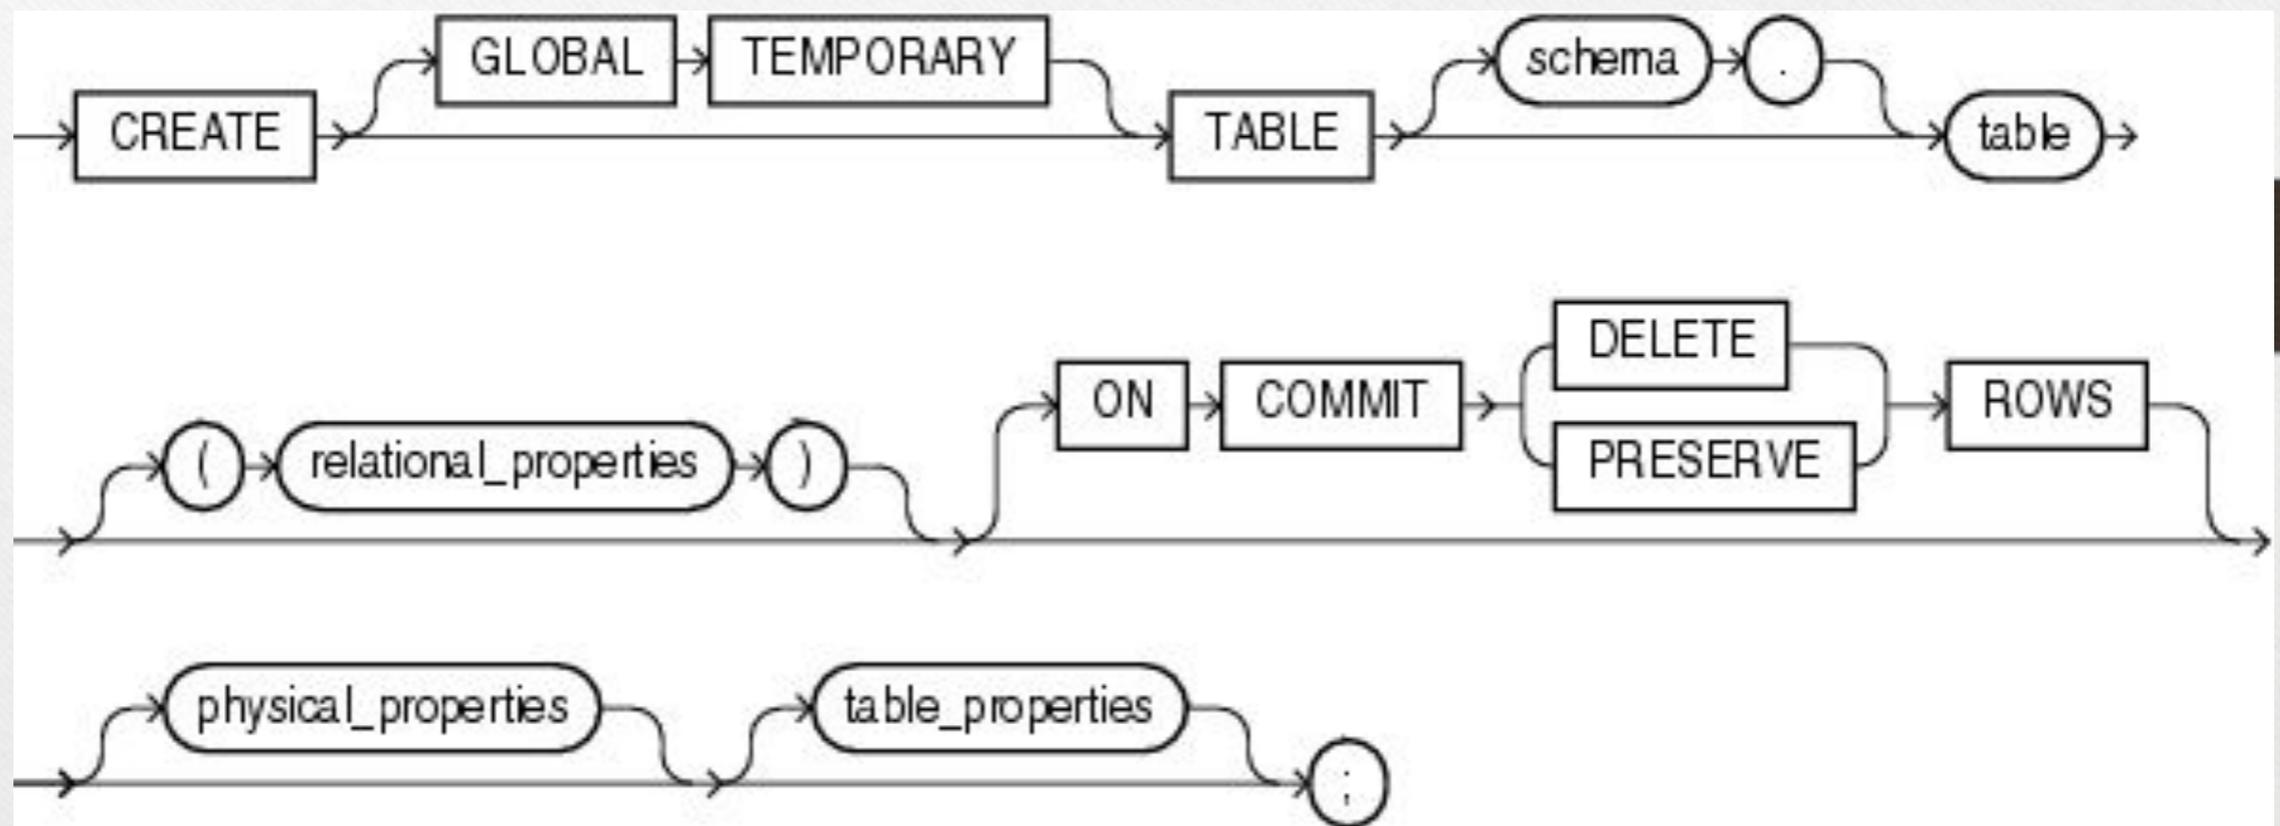 CREATE GLOBAL TEMPORARY TABLE schema . table
( relational_properties ) ON COMMIT DELETE PRESERVE ROWS
physical_properties table_properties ;